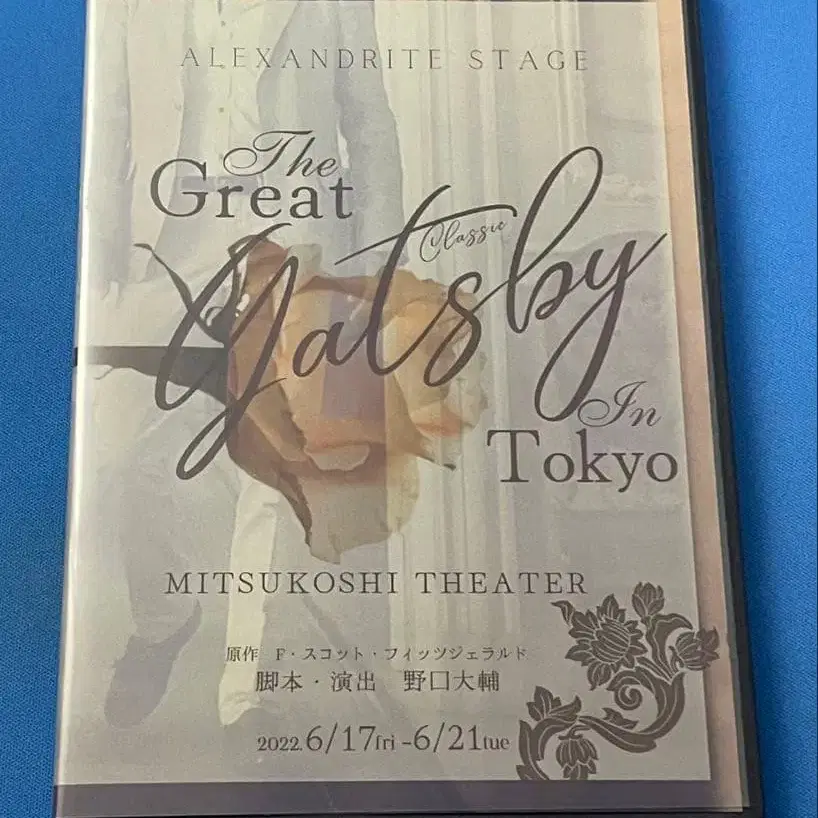 ALEXANDRITE STAGE
The
Great
Gatsby
Classic
In
Tokyo
MITSUKOSHI THEATER
原作 F・スコット・フィッツジェラルド
脚本・演出 野口大輔
2022.6/17fri-6/21tue